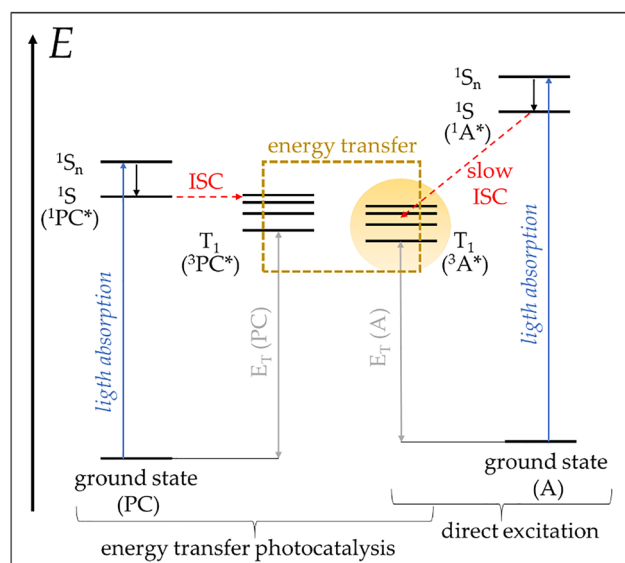 E
¹Sₙ
¹S
(¹A*)
energy transfer
slow
ISC
¹Sₙ
¹S
(¹PC*)
ISC
T₁
(³PC*)
T₁
(³A*)
ligth absorption
E_T (PC)
E_T (A)
ligth absorption
ground state
(PC)
ground state
(A)
direct excitation
energy transfer photocatalysis